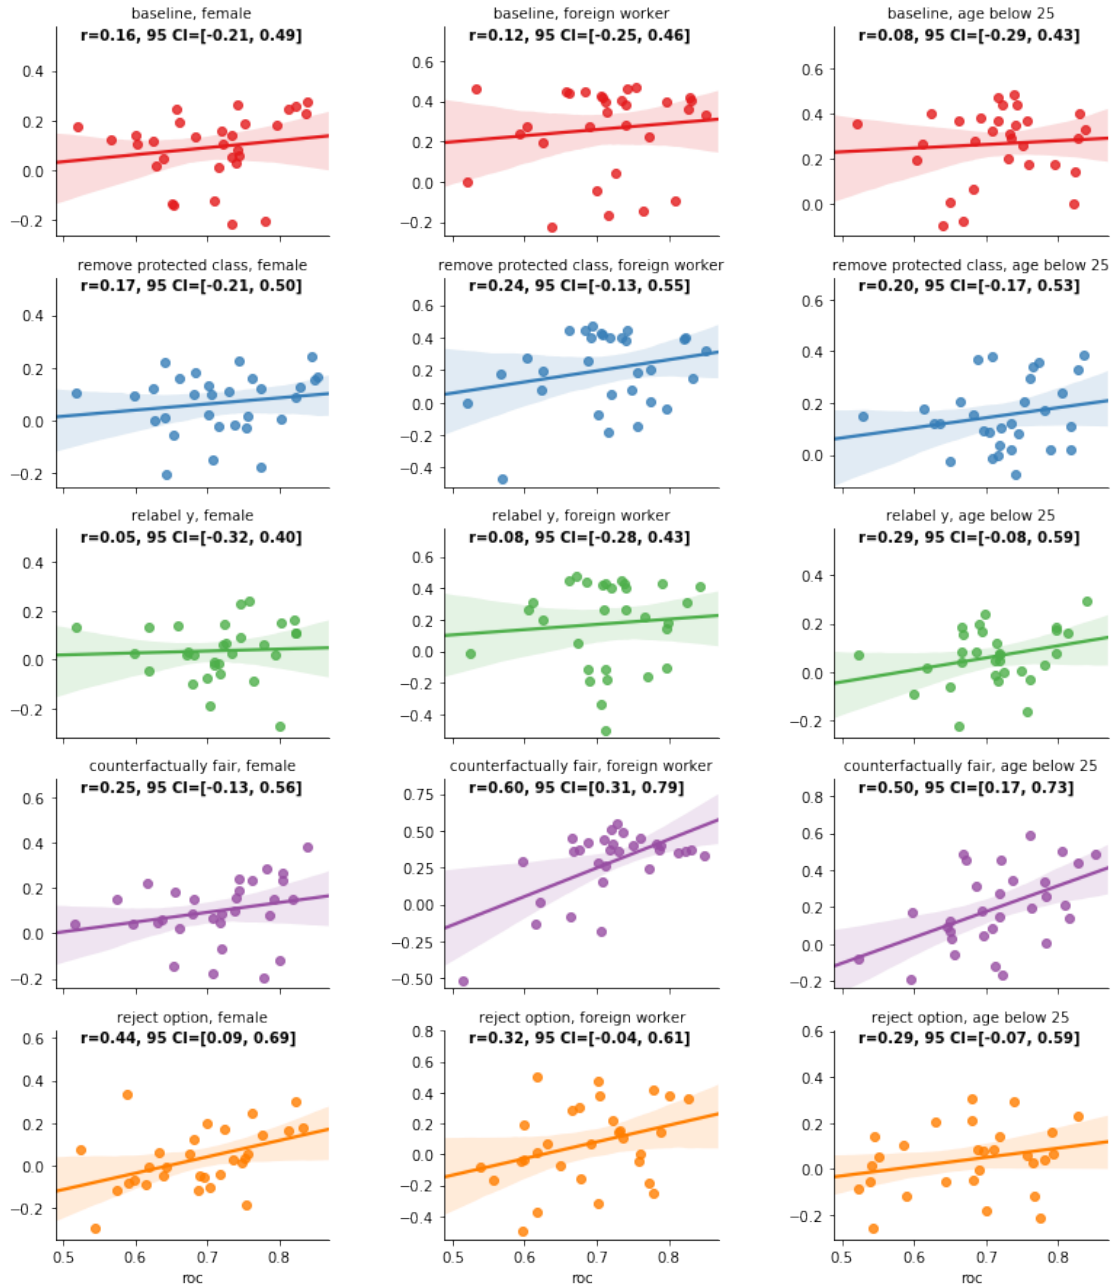 baseline, female
r=0.16, 95 CI=[-0.21, 0.49]
0.4
0.2
0.0
−0.2
baseline, foreign worker
r=0.12, 95 CI=[-0.25, 0.46]
0.6
0.4
0.2
0.0
−0.2
baseline, age below 25
r=0.08, 95 CI=[-0.29, 0.43]
0.6
0.4
0.2
0.0
remove protected class, female
r=0.17, 95 CI=[-0.21, 0.50]
0.4
0.2
0.0
−0.2
remove protected class, foreign worker
r=0.24, 95 CI=[-0.13, 0.55]
0.6
0.4
0.2
0.0
−0.2
−0.4
remove protected class, age below 25
r=0.20, 95 CI=[-0.17, 0.53]
0.6
0.4
0.2
0.0
relabel y, female
r=0.05, 95 CI=[-0.32, 0.40]
0.4
0.2
0.0
−0.2
relabel y, foreign worker
r=0.08, 95 CI=[-0.28, 0.43]
0.6
0.4
0.2
0.0
−0.2
−0.4
relabel y, age below 25
r=0.29, 95 CI=[-0.08, 0.59]
0.4
0.2
0.0
−0.2
counterfactually fair, female
r=0.25, 95 CI=[-0.13, 0.56]
0.6
0.4
0.2
0.0
−0.2
counterfactually fair, foreign worker
r=0.60, 95 CI=[0.31, 0.79]
0.75
0.50
0.25
0.00
−0.25
−0.50
counterfactually fair, age below 25
r=0.50, 95 CI=[0.17, 0.73]
0.8
0.6
0.4
0.2
0.0
−0.2
reject option, female
r=0.44, 95 CI=[0.09, 0.69]
0.6
0.4
0.2
0.0
−0.2
0.5 0.6 0.7 0.8
roc
reject option, foreign worker
r=0.32, 95 CI=[-0.04, 0.61]
0.8
0.6
0.4
0.2
0.0
−0.2
−0.4
0.5 0.6 0.7 0.8
roc
reject option, age below 25
r=0.29, 95 CI=[-0.07, 0.59]
0.6
0.4
0.2
0.0
−0.2
0.5 0.6 0.7 0.8
roc